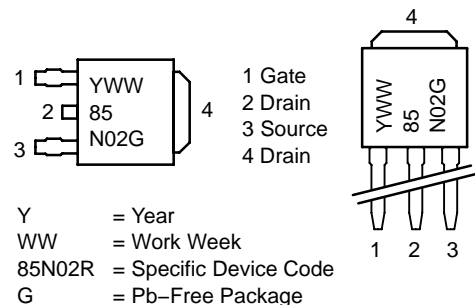 4
1
YWW
1 Gate
2
85
4
2 Drain
3
N02G
3 Source
4 Drain
YWW
85
N02G
1 2 3
Y = Year
WW = Work Week
85N02R = Specific Device Code
G = Pb−Free Package